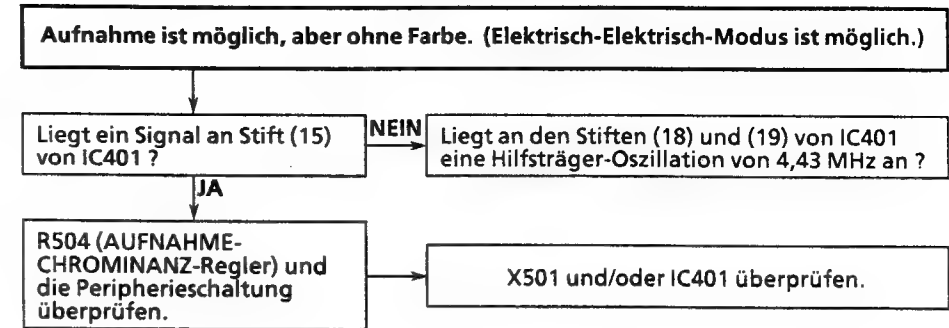 Aufnahme ist möglich, aber ohne Farbe. (Elektrisch-Elektrisch-Modus ist möglich.)
Liegt ein Signal an Stift (15)
von IC401 ?
NEIN
Liegt an den Stiften (18) und (19) von IC401
eine Hilfsträger-Oszillation von 4,43 MHz an ?
JA
R504 (AUFNAHME-
CHROMINANZ-Regler) und
die Peripherieschaltung
überprüfen.
X501 und/oder IC401 überprüfen.